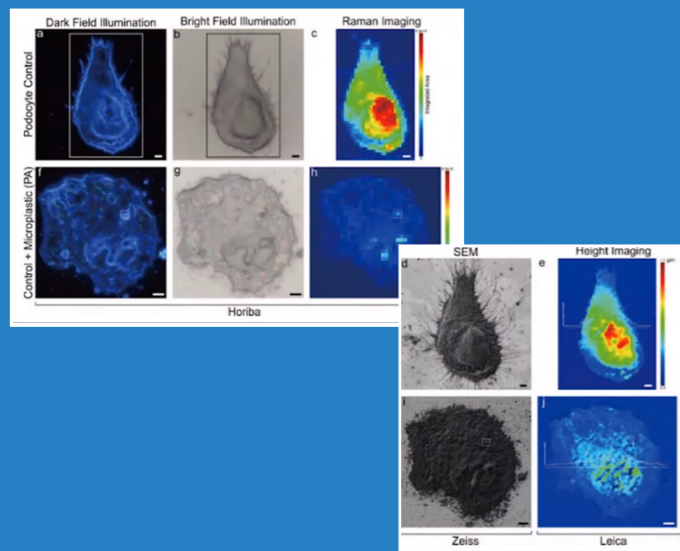 Dark Field Illumination
Bright Field Illumination
Raman Imaging
Podocyte Control
a
b
c
Integrated Area
Control + Microplastic (PA)
f
g
h
Horiba
SEM
Height Imaging
d
e
i
j
Zeiss
Leica